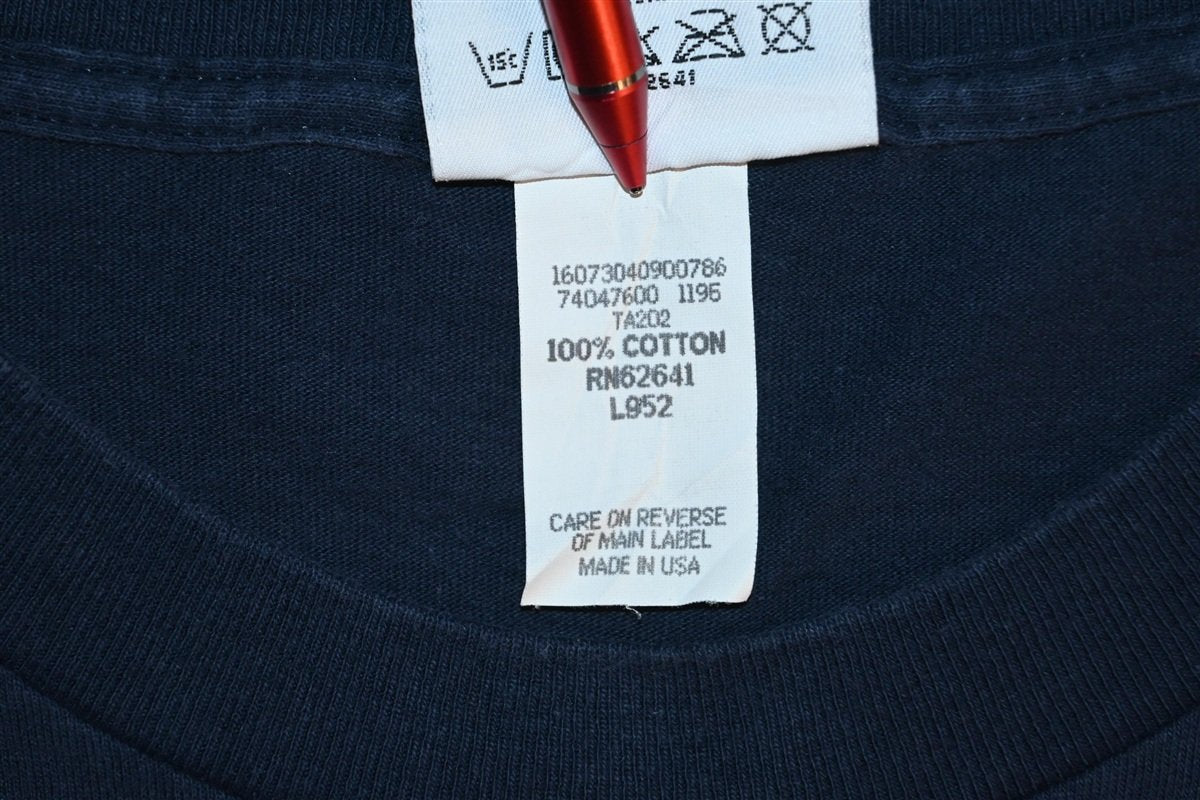 15C
2641
16073040900786
74047600 1195
TA202
100% COTTON
RN62641
L952
CARE ON REVERSE
OF MAIN LABEL
MADE IN USA